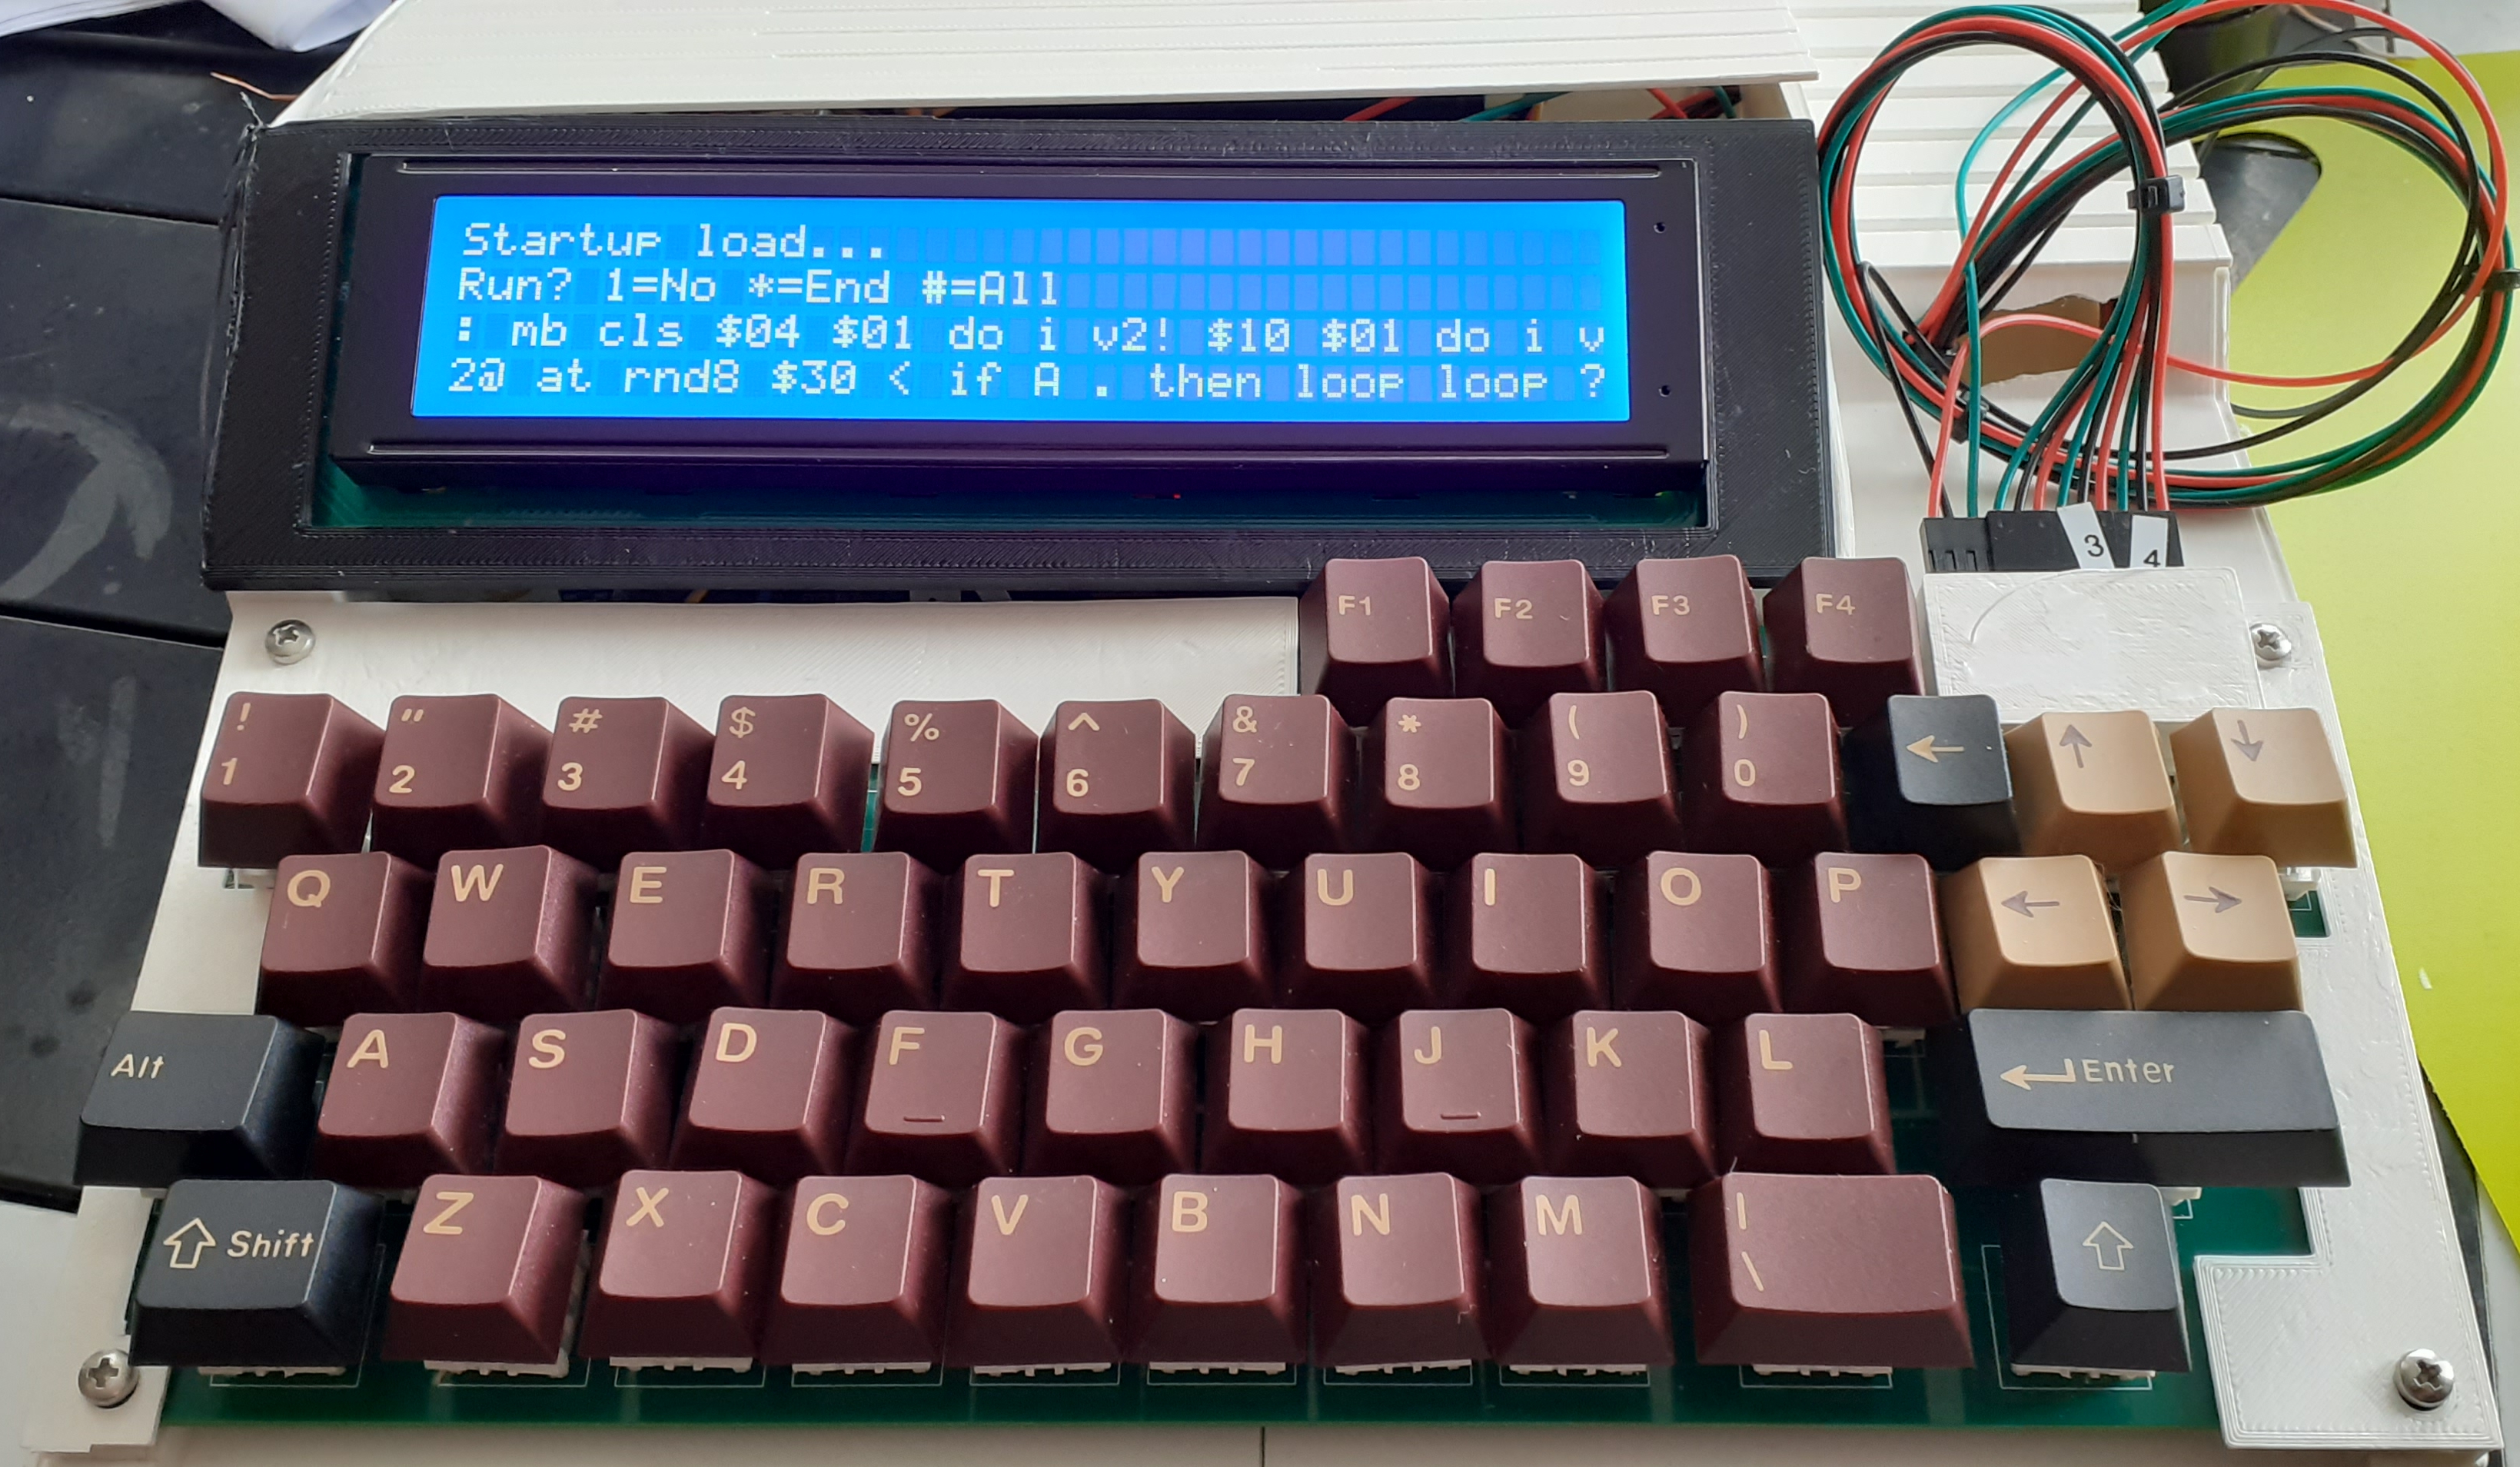 Startup load...
Run? 1=No *=End #=All
: mb cls $04 $01 do i v2! $10 $01 do i v
2@ at rnd8 $30 < if A . then loop loop ?
3 4
F1 F2 F3 F4
! " # $ % ^ & * ( )
1 2 3 4 5 6 7 8 9 0 ← ↑ ↓
Q W E R T Y U I O P ← →
Alt A S D F G H J K L Enter
Shift Z X C V B N M | \